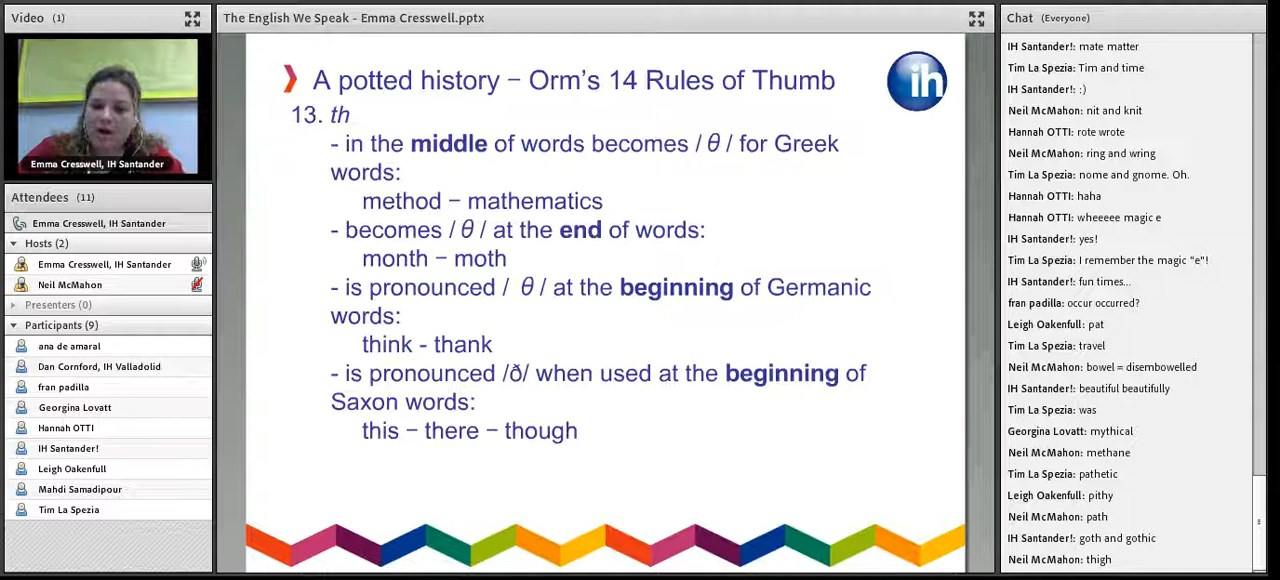 Video (1)
Emma Cresswell, IH Santander
Attendees (11)
Emma Cresswell, IH Santander
Hosts (2)
Emma Cresswell, IH Santander
Neil McMahon
Presenters (0)
Participants (9)
ana de amaral
Dan Cornford, IH Valladolid
fran padilla
Georgina Lovatt
Hannah OTTI
IH Santander!
Leigh Oakenfull
Mahdi Samadipour
Tim La Spezia
The English We Speak - Emma Cresswell.pptx
ih
❯ A potted history – Orm's 14 Rules of Thumb
13. th
- in the middle of words becomes / θ / for Greek
words:
method – mathematics
- becomes / θ / at the end of words:
month – moth
- is pronounced / θ / at the beginning of Germanic
words:
think - thank
- is pronounced /ð/ when used at the beginning of
Saxon words:
this – there – though
Chat (Everyone)
IH Santander!: mate matter
Tim La Spezia: Tim and time
IH Santander!: :)
Neil McMahon: nit and knit
Hannah OTTI: rote wrote
Neil McMahon: ring and wring
Tim La Spezia: nome and gnome. Oh.
Hannah OTTI: haha
Hannah OTTI: wheeeee magic e
IH Santander!: yes!
Tim La Spezia: I remember the magic "e"!
IH Santander!: fun times...
fran padilla: occur occurred?
Leigh Oakenfull: pat
Tim La Spezia: travel
Neil McMahon: bowel = disembowelled
IH Santander!: beautiful beautifully
Tim La Spezia: was
Georgina Lovatt: mythical
Neil McMahon: methane
Tim La Spezia: pathetic
Leigh Oakenfull: pithy
Neil McMahon: path
IH Santander!: goth and gothic
Neil McMahon: thigh